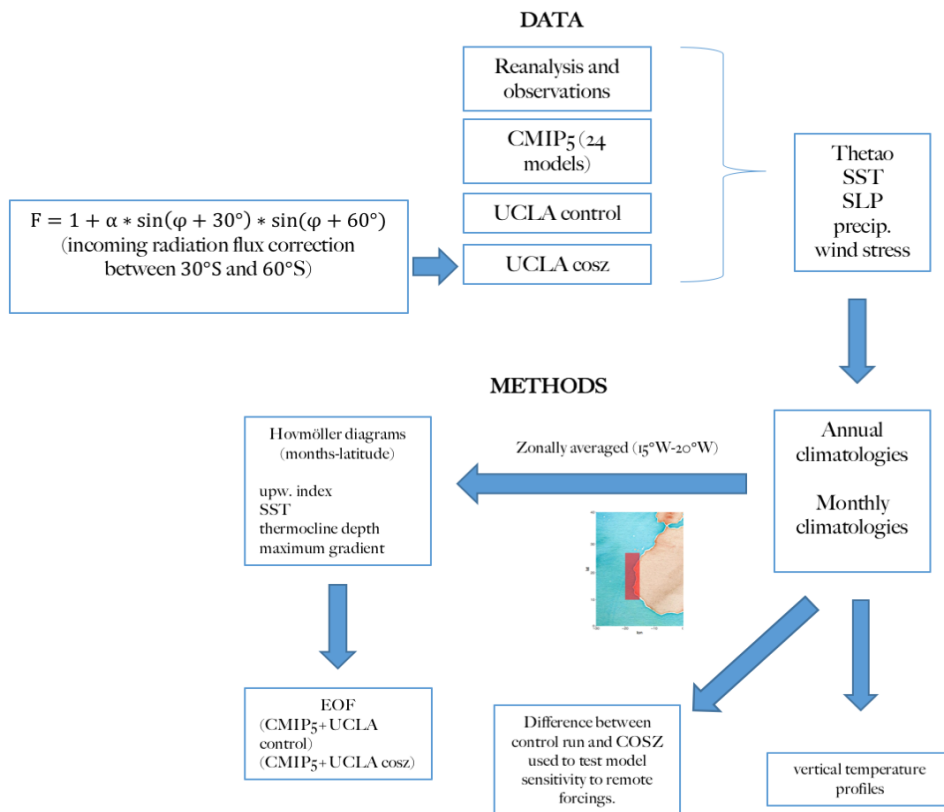 DATA
Reanalysis and
observations
CMIP5 (24
models)
UCLA control
UCLA cosz
F = 1 + α ∗ sin(φ + 30°) ∗ sin(φ + 60°)
(incoming radiation flux correction
between 30°S and 60°S)
Thetao
SST
SLP
precip.
wind stress
METHODS
Annual
climatologies
Monthly
climatologies
Zonally averaged (15°W-20°W)
Hovmöller diagrams
(months-latitude)
upw. index
SST
thermocline depth
maximum gradient
EOF
(CMIP5+UCLA
control)
(CMIP5+UCLA cosz)
Difference between
control run and COSZ
used to test model
sensitivity to remote
forcings.
vertical temperature
profiles